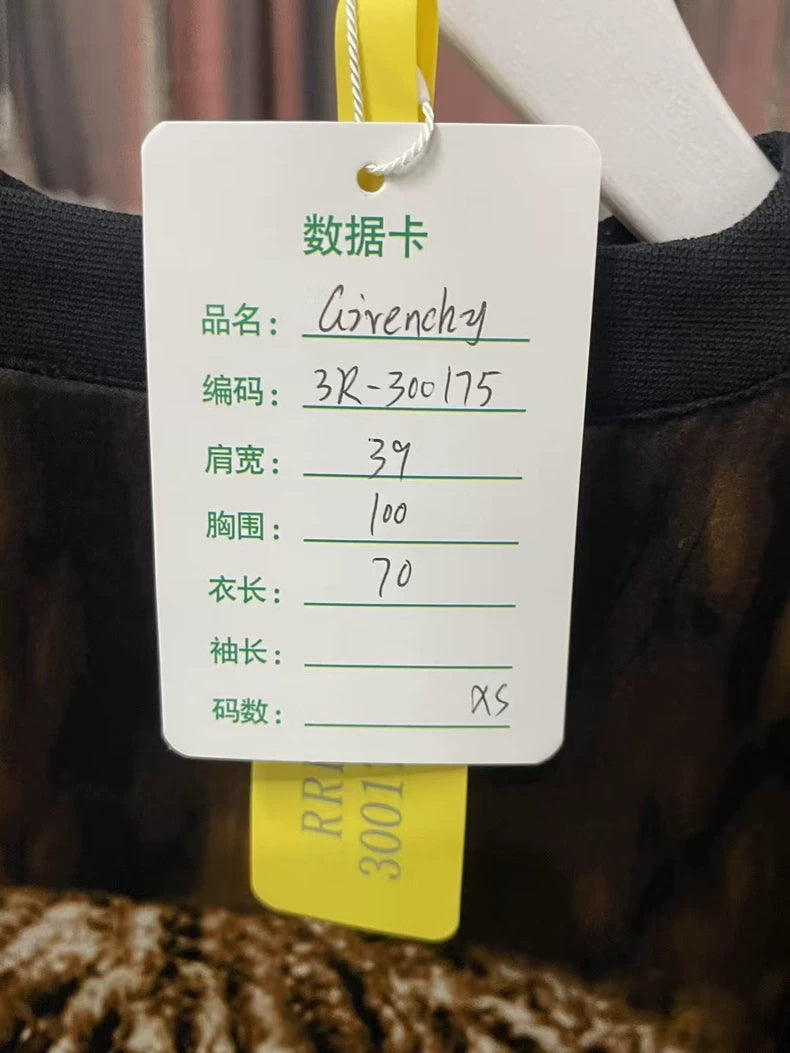 数据卡
品名: Givenchy
编码: 3R-300175
肩宽: 39
胸围: 100
衣长: 70
袖长:
码数: XS